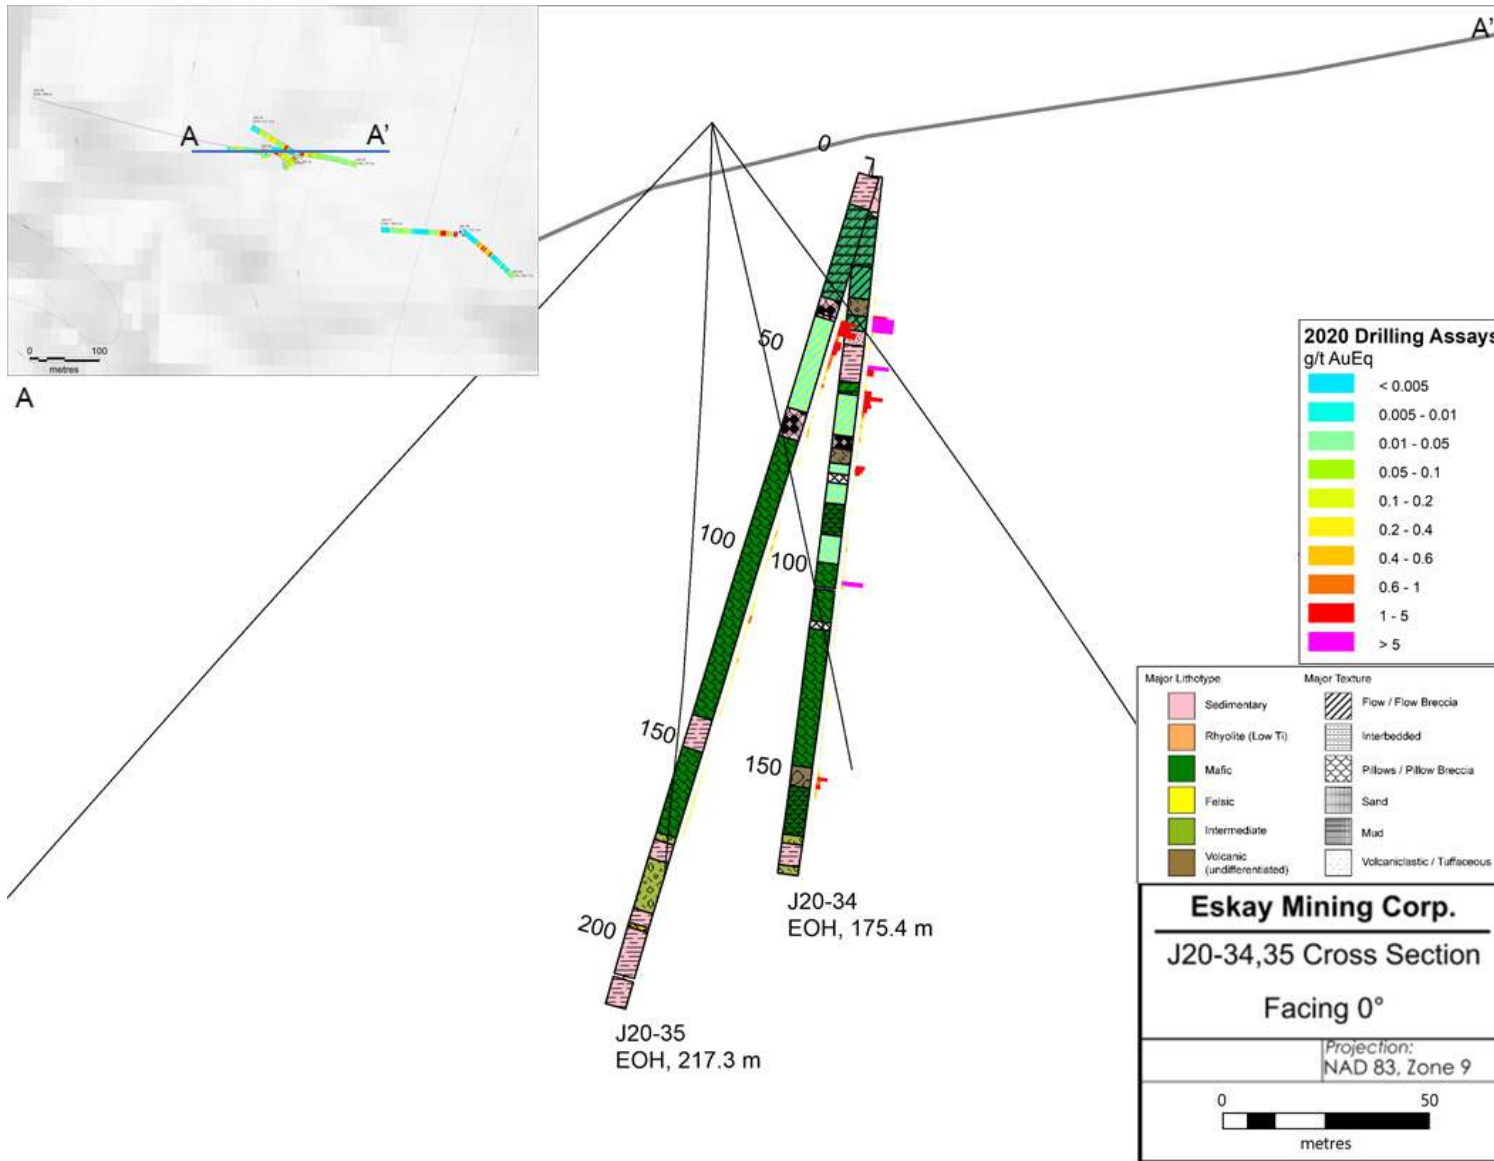 A'
A
A'
0
100
metres
A
0
50
100
100
150
150
200
J20-34
EOH, 175.4 m
J20-35
EOH, 217.3 m
2020 Drilling Assays
g/t AuEq
< 0.005
0.005 - 0.01
0.01 - 0.05
0.05 - 0.1
0.1 - 0.2
0.2 - 0.4
0.4 - 0.6
0.6 - 1
1 - 5
> 5
Major Lithotype
Sedimentary
Rhyolite (Low Ti)
Mafic
Felsic
Intermediate
Volcanic
(undifferentiated)
Major Texture
Flow / Flow Breccia
Interbedded
Pillows / Pillow Breccia
Sand
Mud
Volcaniclastic / Tuffaceous
Eskay Mining Corp.
J20-34,35 Cross Section
Facing 0°
Projection:
NAD 83, Zone 9
0
50
metres